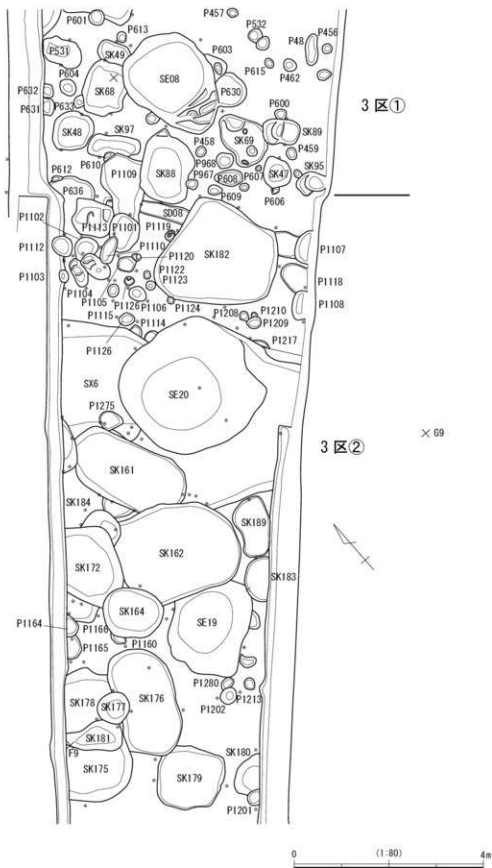 P601
P613
P457
P532
P48
P456
P531
SK49
P603
P604
SE08
P615
P462
SK68
P630
P632
P631
P633
P600
3区①
SK48
SK97
P458
SK69
SK89
P610
P968
P459
P612
P1109
SK88
P967
P608
P607
SK47
SK95
P636
P609
P606
P1102
P1113
P1101
SD08
P1119
P1112
P1110
SK182
P1107
P1103
P1120
P1104
P1105
P1122
P1123
P1118
P1126
P1106
P1124
P1208
P1210
P1108
P1115
P1114
P1209
P1126
P1217
SX6
SE20
P1275
3区②
G9
SK161
SK184
SK189
SK162
SK172
SK183
SK164
SE19
P1164
P1166
P1160
P1165
P1280
P1213
SK178
SK177
SK176
P1202
F9
SK181
SK180
SK175
SK179
P1201
0
(1:80)
4m